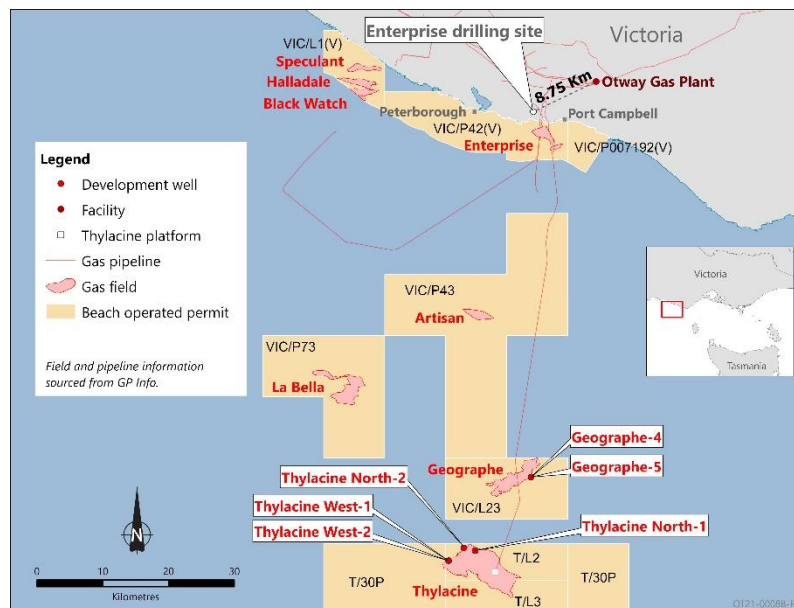 Enterprise drilling site
Victoria
VIC/L1(V)
Speculant
Halladale
Black Watch
8.75 Km
Otway Gas Plant
Peterborough
Port Campbell
VIC/P42(V)
Enterprise
VIC/P007192(V)
Legend
Development well
Facility
Thylacine platform
Gas pipeline
Gas field
Beach operated permit
Field and pipeline information
sourced from GP Info.
VIC/P43
Artisan
Victoria
Tasmania
VIC/P73
La Bella
Geographe-4
Geographe
Geographe-5
Thylacine North-2
VIC/L23
Thylacine West-1
Thylacine West-2
Thylacine North-1
N
T/L2
T/30P
T/30P
Thylacine
T/L3
0 10 20 30
Kilometres